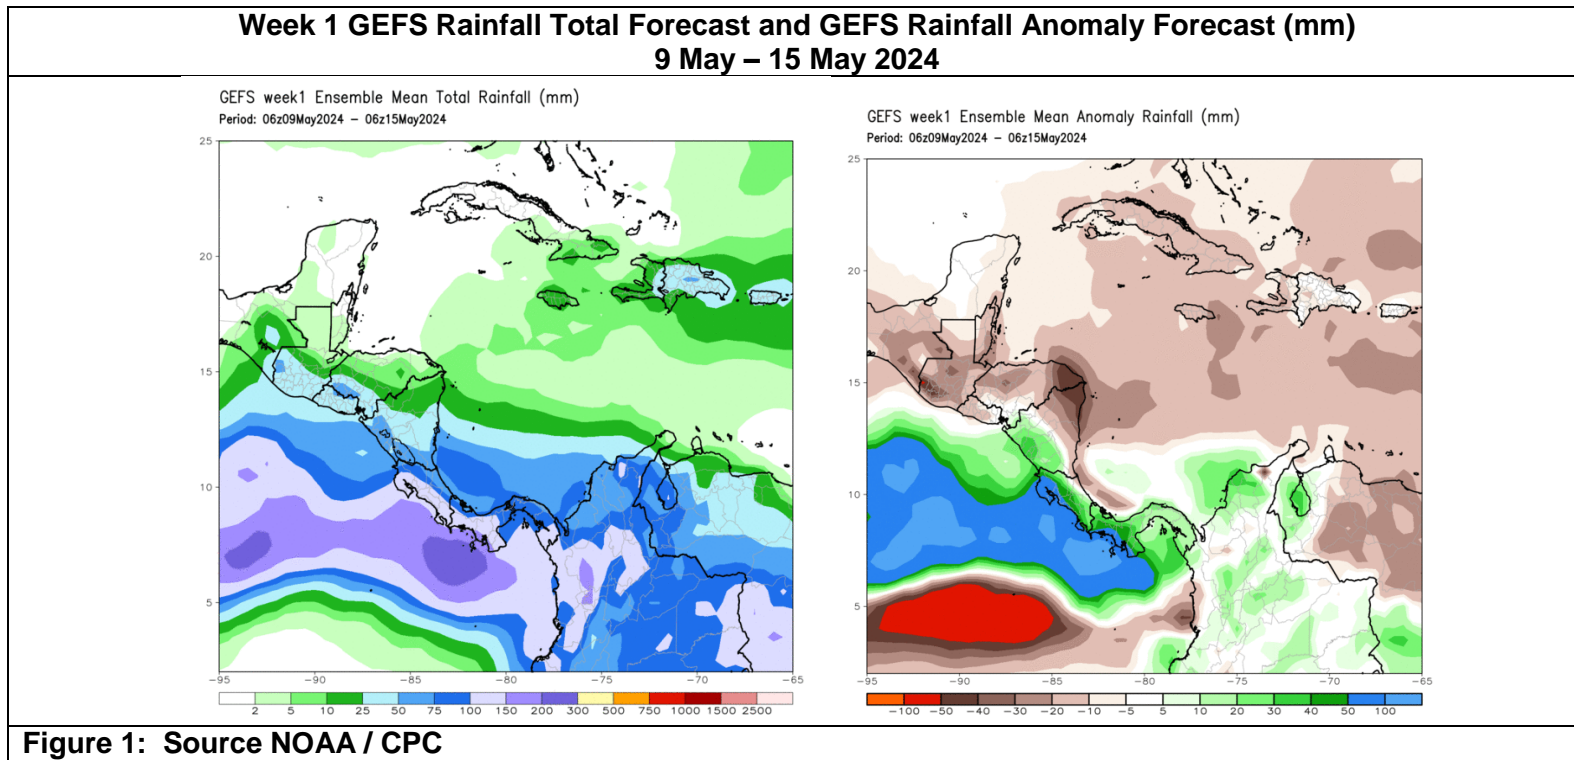 Week 1 GEFS Rainfall Total Forecast and GEFS Rainfall Anomaly Forecast (mm)
9 May – 15 May 2024
GEFS week1 Ensemble Mean Total Rainfall (mm)
Period: 06z09May2024 – 06z15May2024
25
20
15
10
5
-95 -90 -85 -80 -75 -70 -65
2 5 10 25 50 75 100 150 200 300 500 750 1000 1500 2500
GEFS week1 Ensemble Mean Anomaly Rainfall (mm)
Period: 06z09May2024 – 06z15May2024
25
20
15
10
5
-95 -90 -85 -80 -75 -70 -65
-100 -50 -40 -30 -20 -10 -5 5 10 20 30 40 50 100
Figure 1: Source NOAA / CPC